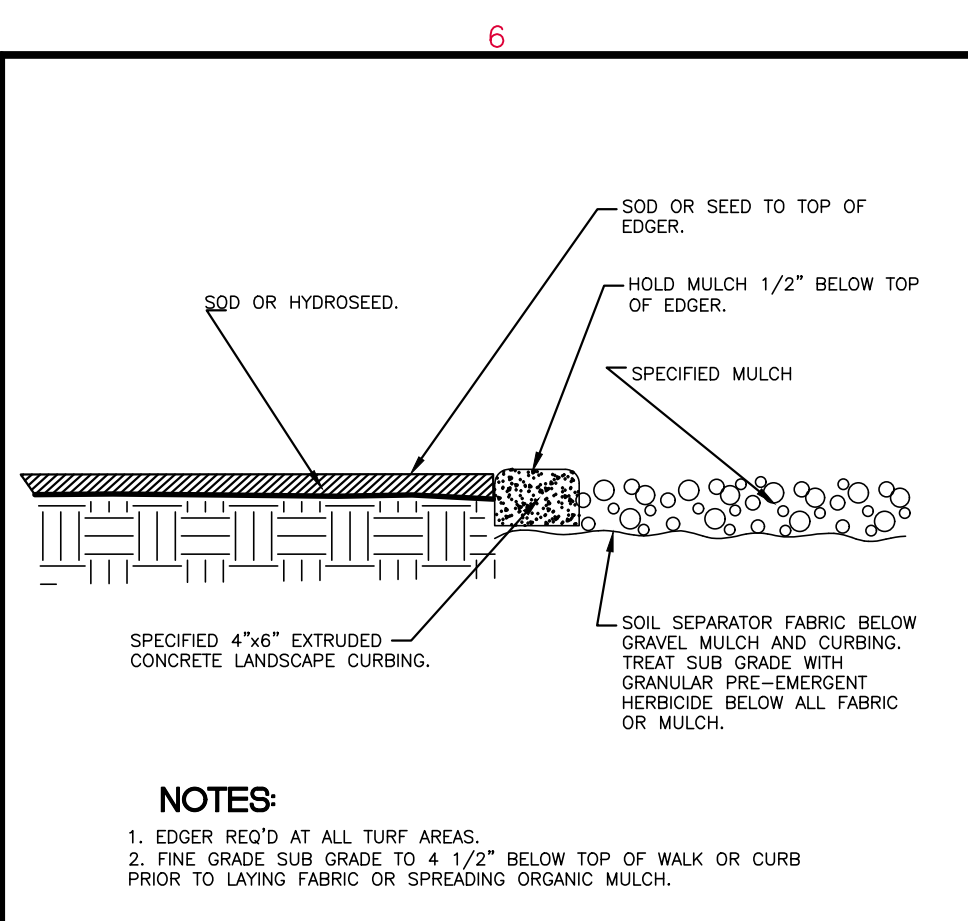 6
SOD OR SEED TO TOP OF
EDGER.
HOLD MULCH 1/2" BELOW TOP
OF EDGER.
SOD OR HYDROSEED.
SPECIFIED MULCH
SPECIFIED 4"x6" EXTRUDED
CONCRETE LANDSCAPE CURBING.
SOIL SEPARATOR FABRIC BELOW
GRAVEL MULCH AND CURBING.
TREAT SUB GRADE WITH
GRANULAR PRE-EMERGENT
HERBICIDE BELOW ALL FABRIC
OR MULCH.
NOTES:
1. EDGER REQ'D AT ALL TURF AREAS.
2. FINE GRADE SUB GRADE TO 4 1/2" BELOW TOP OF WALK OR CURB
PRIOR TO LAYING FABRIC OR SPREADING ORGANIC MULCH.